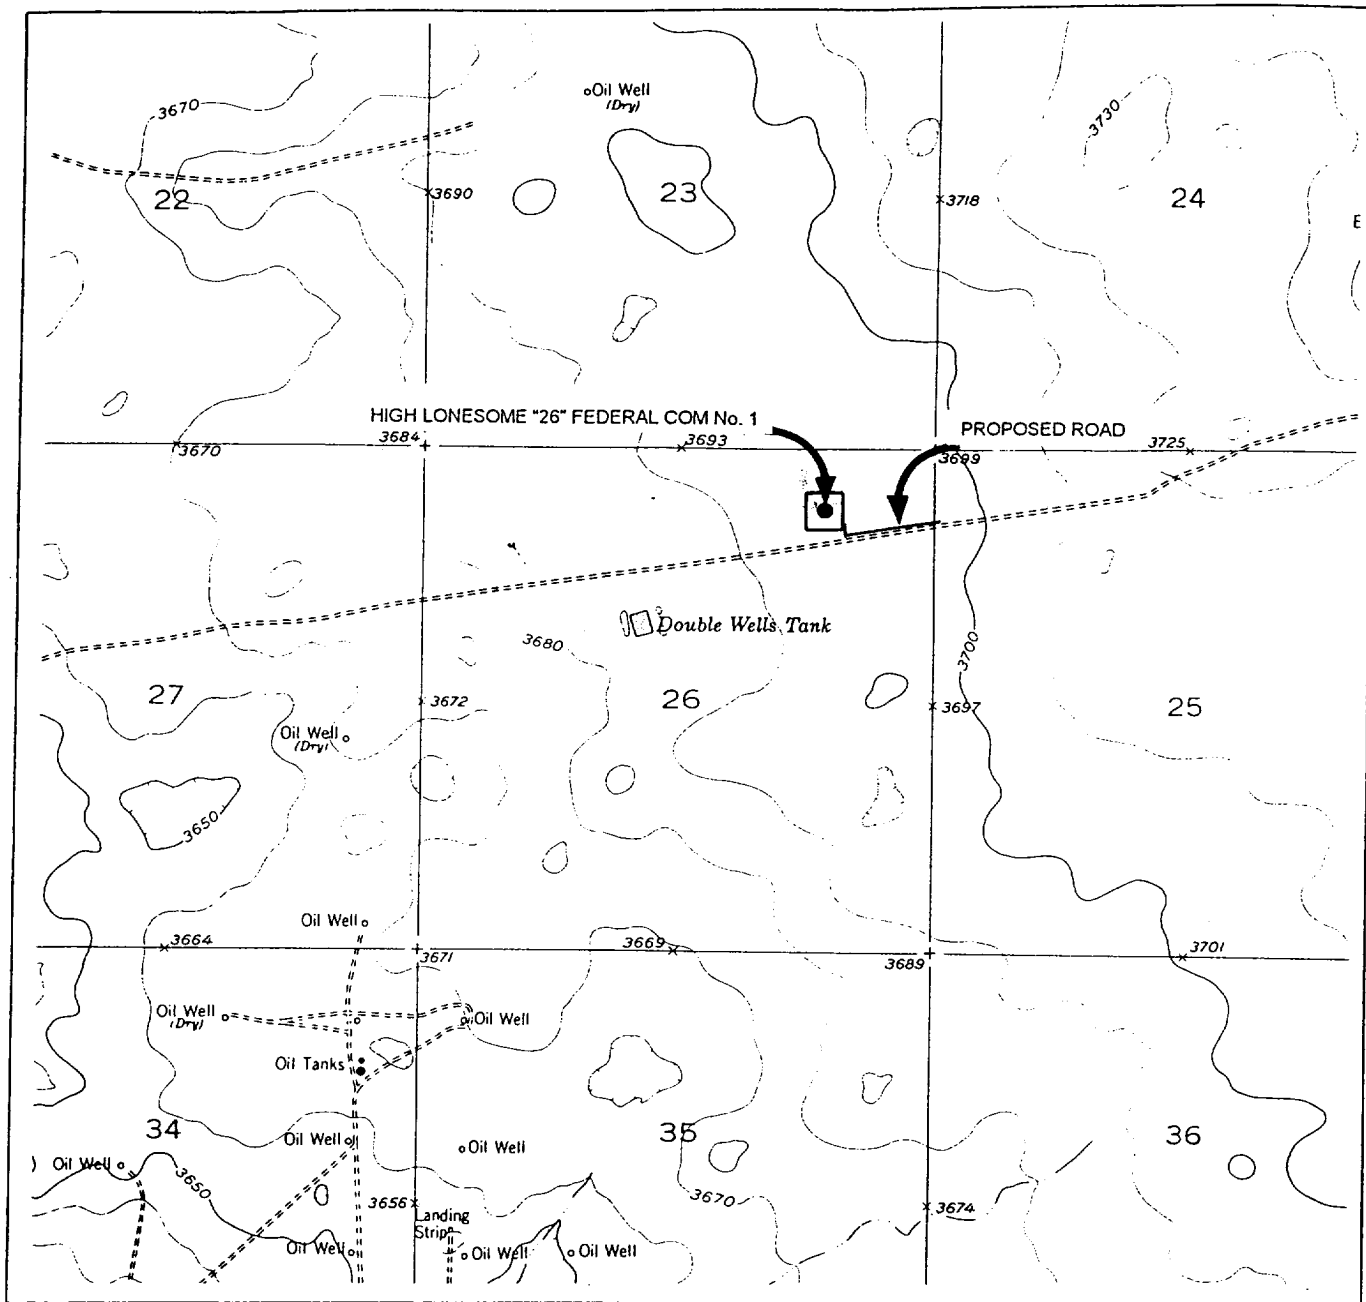 Oil Well
(Dry)
3670
3730
22
3690
23
3718
24
E
HIGH LONESOME "26" FEDERAL COM No. 1
PROPOSED ROAD
3670
3684
3693
3699
3725
Double Wells Tank
3680
3700
27
3672
26
3697
25
Oil Well
(Dry)
3650
Oil Well
3664
3671
3669
3689
3701
Oil Well
(Dry)
Oil Well
Oil Tanks
34
Oil Well
Oil Well
35
36
Oil Well
3650
3656
3670
3674
Landing
Strip
Oil Well
Oil Well
Oil Well